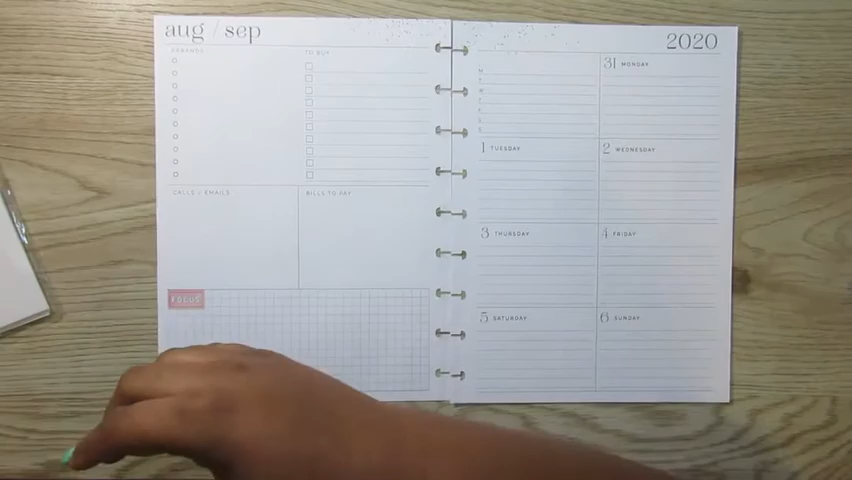 aug / sep
ERRANDS
TO BUY
CALLS / EMAILS
BILLS TO PAY
FOCUS
2020
M
T
W
T
F
S
S
31 MONDAY
1 TUESDAY
2 WEDNESDAY
3 THURSDAY
4 FRIDAY
5 SATURDAY
6 SUNDAY